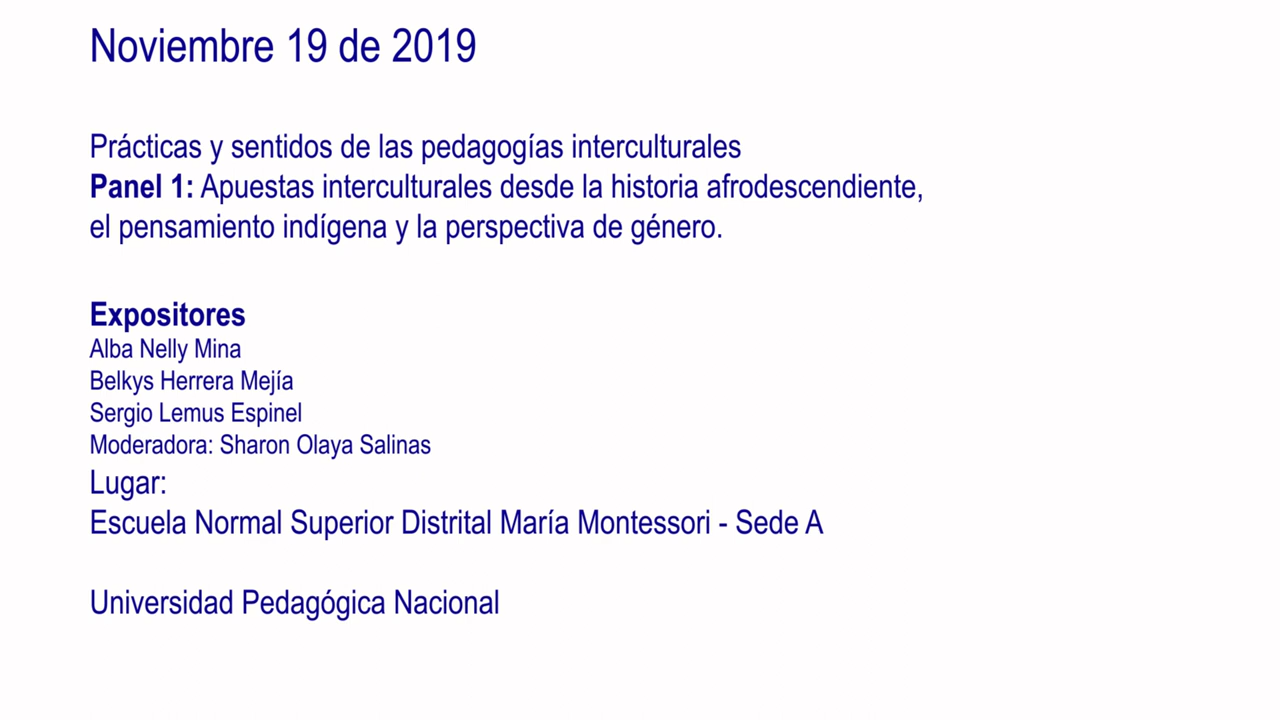 Noviembre 19 de 2019
Prácticas y sentidos de las pedagogías interculturales
Panel 1: Apuestas interculturales desde la historia afrodescendiente,
el pensamiento indígena y la perspectiva de género.
Expositores
Alba Nelly Mina
Belkys Herrera Mejía
Sergio Lemus Espinel
Moderadora: Sharon Olaya Salinas
Lugar:
Escuela Normal Superior Distrital María Montessori - Sede A
Universidad Pedagógica Nacional